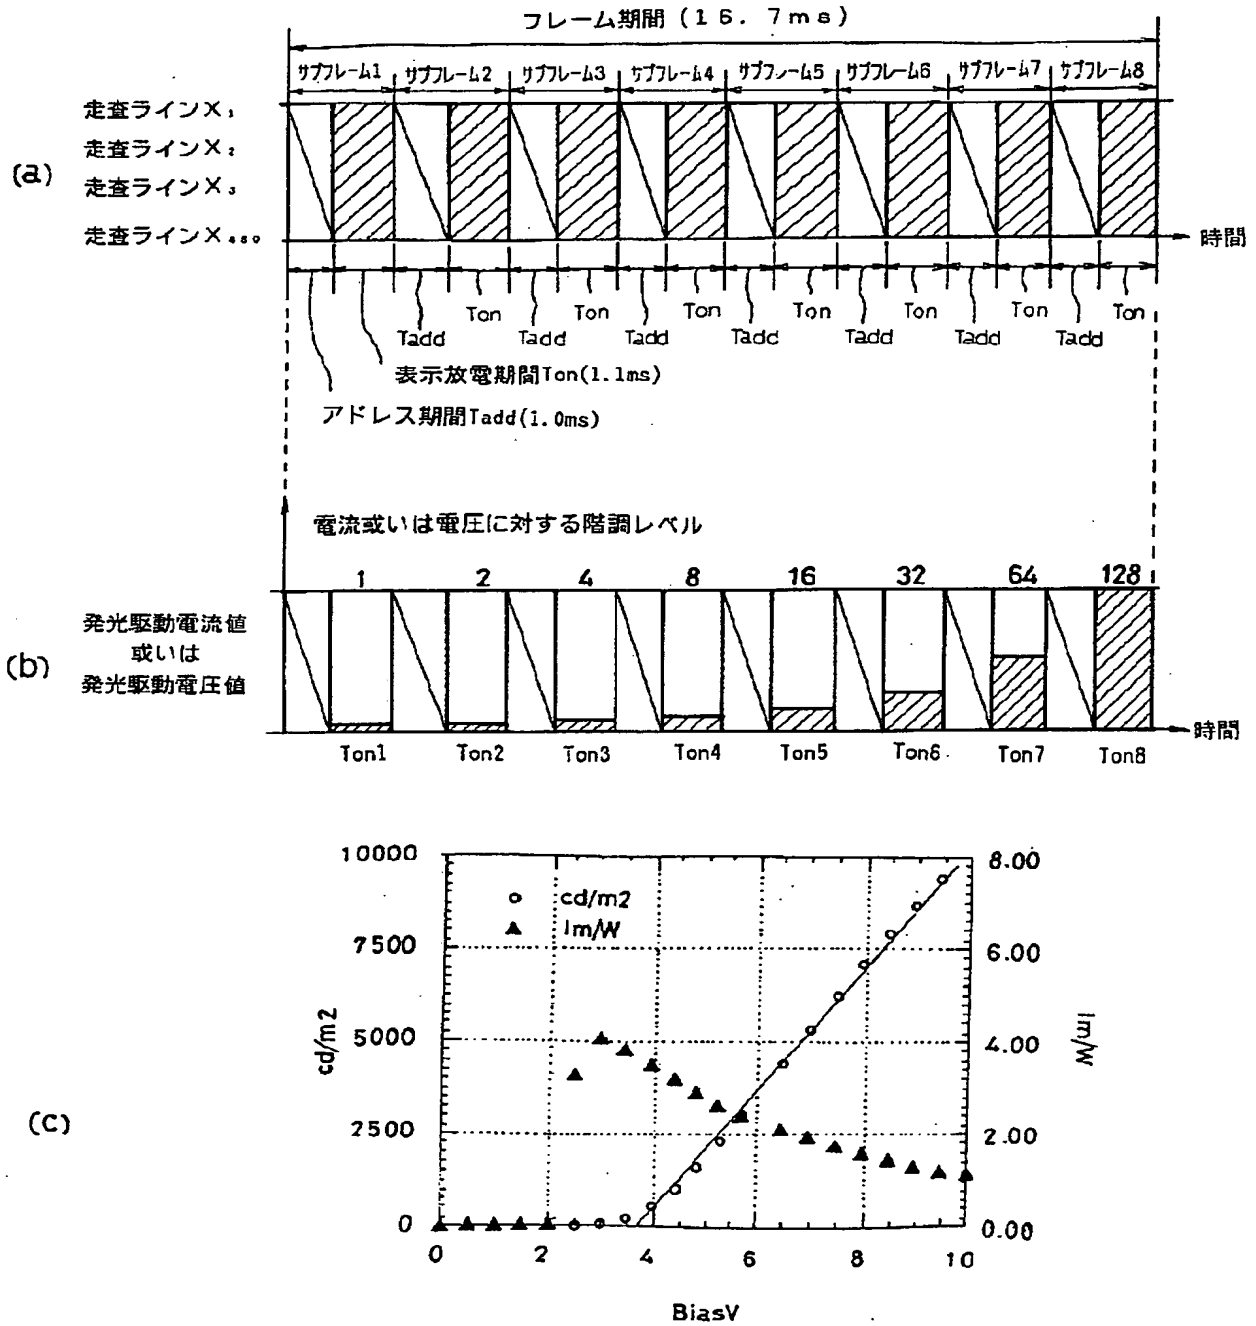 フレーム期間(16.7ms)
サブフレーム1 サブフレーム2 サブフレーム3 サブフレーム4 サブフレーム5 サブフレーム6 サブフレーム7 サブフレーム8
(a)
走査ラインX1
走査ラインX2
走査ラインX3
走査ラインX480
時間
Ton Ton Ton Ton Ton Ton Ton
Tadd Tadd Tadd Tadd Tadd Tadd Tadd
表示放電期間Ton(1.1ms)
アドレス期間Tadd(1.0ms)
電流或いは電圧に対する階調レベル
1 2 4 8 16 32 64 128
(b)
発光駆動電流値
或いは
発光駆動電圧値
時間
Ton1 Ton2 Ton3 Ton4 Ton5 Ton6 Ton7 Ton8
(c)
cd/m2
10000
7500
5000
2500
0
cd/m2
lm/W
8.00
6.00
4.00
2.00
0.00
lm/W
0 2 4 6 8 10
BiasV